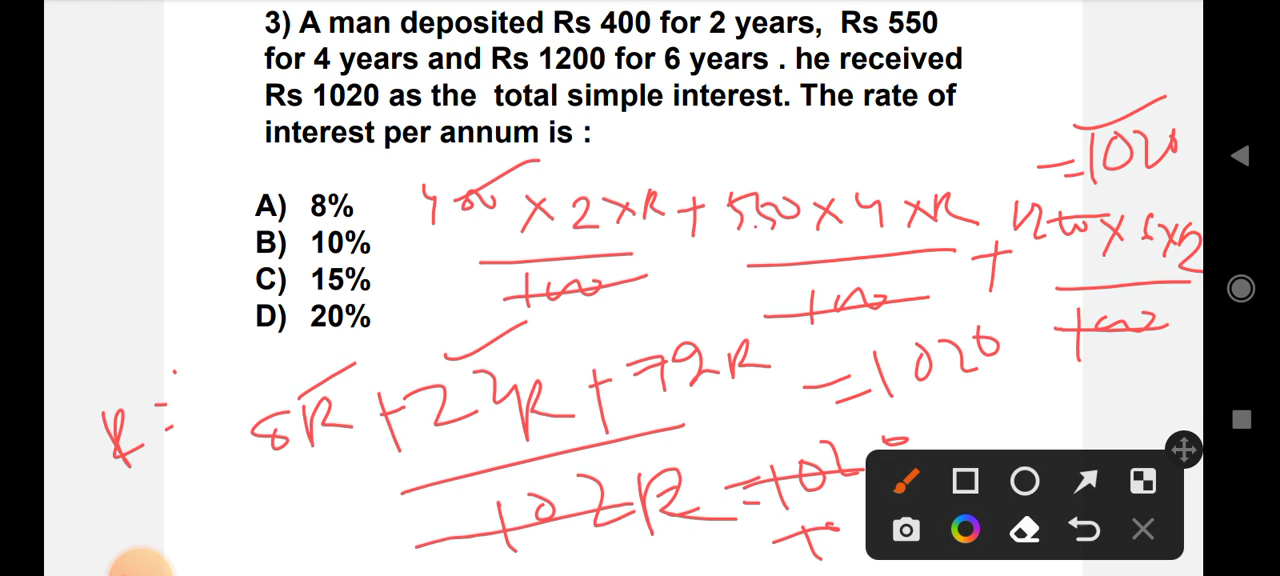 3) A man deposited Rs 400 for 2 years, Rs 550
for 4 years and Rs 1200 for 6 years . he received
Rs 1020 as the total simple interest. The rate of
interest per annum is :
= 1020
A) 8%
B) 10%
C) 15%
D) 20%
400 × 2 × R + 550 × 4 × R + 1200 × 6 × R
100 100 100
8R + 22R + 72R = 1020
102R = 1020
R =